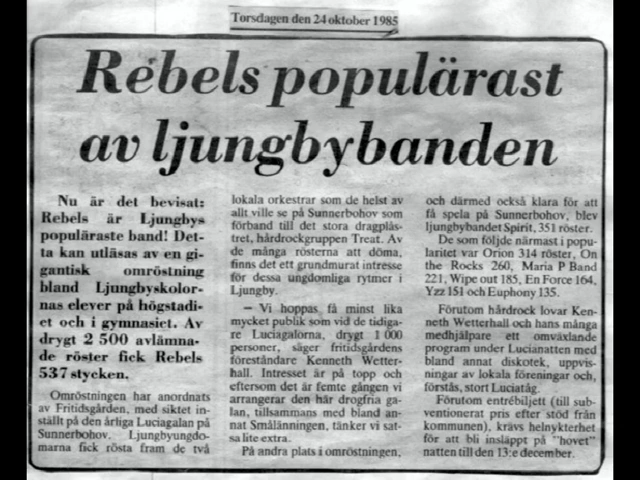 Torsdagen den 24 oktober 1985
Rebels populärast
av ljungbybanden
Nu är det bevisat:
Rebels är Ljungbys
populäraste band! Det-
ta kan utläsas av en gi-
gantisk omröstning
bland Ljungbyskolor-
nas elever på högstadi-
et och i gymnasiet. Av
drygt 2 500 avlämna-
de röster fick Rebels
537 stycken.
Omröstningen har anordnats
av Fritidsgården, med siktet in-
ställt på den årliga Luciagalan på
Sunnerbohov. Ljungbyungdo-
marna fick rösta fram de två
lokala orkestrar som de helst av
allt ville se på Sunnerbohov som
förband till det stora dragplås-
tret, hårdrockgruppen Treat. Av
de många rösterna att döma,
finns det ett grundmurat intresse
för dessa ungdomliga rytmer i
Ljungby.
– Vi hoppas få minst lika
mycket publik som vid de tidiga-
re Luciagalorna, drygt 1 000
personer, säger fritidsgårdens
föreståndare Kenneth Wetter-
hall. Intresset är på topp och
eftersom det är femte gången vi
arrangerar den här drogfria ga-
lan, tillsammans med bland an-
nat Smålänningen, tänker vi sat-
sa lite extra.
På andra plats i omröstningen,
och därmed också klara för att
få spela på Sunnerbohov, blev
ljungbybandet Spirit, 351 röster.
De som följde närmast i popu-
laritet var Orion 314 röster, On
the Rocks 260, Maria P Band
221, Wipe out 185, En Force 164,
Yzz 151 och Euphony 135.
Förutom hårdrock lovar Ken-
neth Wetterhall och hans många
medhjälpare ett omväxlande
program under Lucianatten med
bland annat diskotek, uppvis-
ningar av lokala föreningar och,
förstås, stort Luciatåg.
Förutom entrébiljett (till sub-
ventionerat pris efter stöd från
kommunen), krävs helnykterhet
för att bli insläppt på "hovet"
natten till den 13:e december.